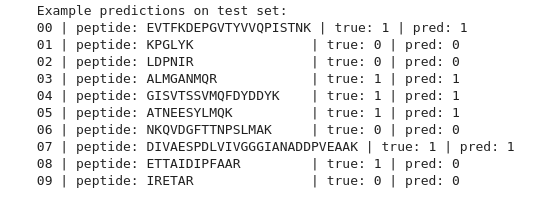 Example predictions on test set:
00 | peptide: EVTFKDEPGVTYVVQPISTNK | true: 1 | pred: 1
01 | peptide: KPGLYK               | true: 0 | pred: 0
02 | peptide: LDPNIR               | true: 0 | pred: 0
03 | peptide: ALMGANMQR            | true: 1 | pred: 1
04 | peptide: GISVTSSVMQFDYDDYK    | true: 1 | pred: 1
05 | peptide: ATNEESYLMQK          | true: 1 | pred: 1
06 | peptide: NKQVDGFTTNPSLMAK     | true: 0 | pred: 0
07 | peptide: DIVAESPDLVIVGGGIANADDPVEAAK | true: 1 | pred: 1
08 | peptide: ETTAIDIPFAAR         | true: 1 | pred: 0
09 | peptide: IRETAR               | true: 0 | pred: 0